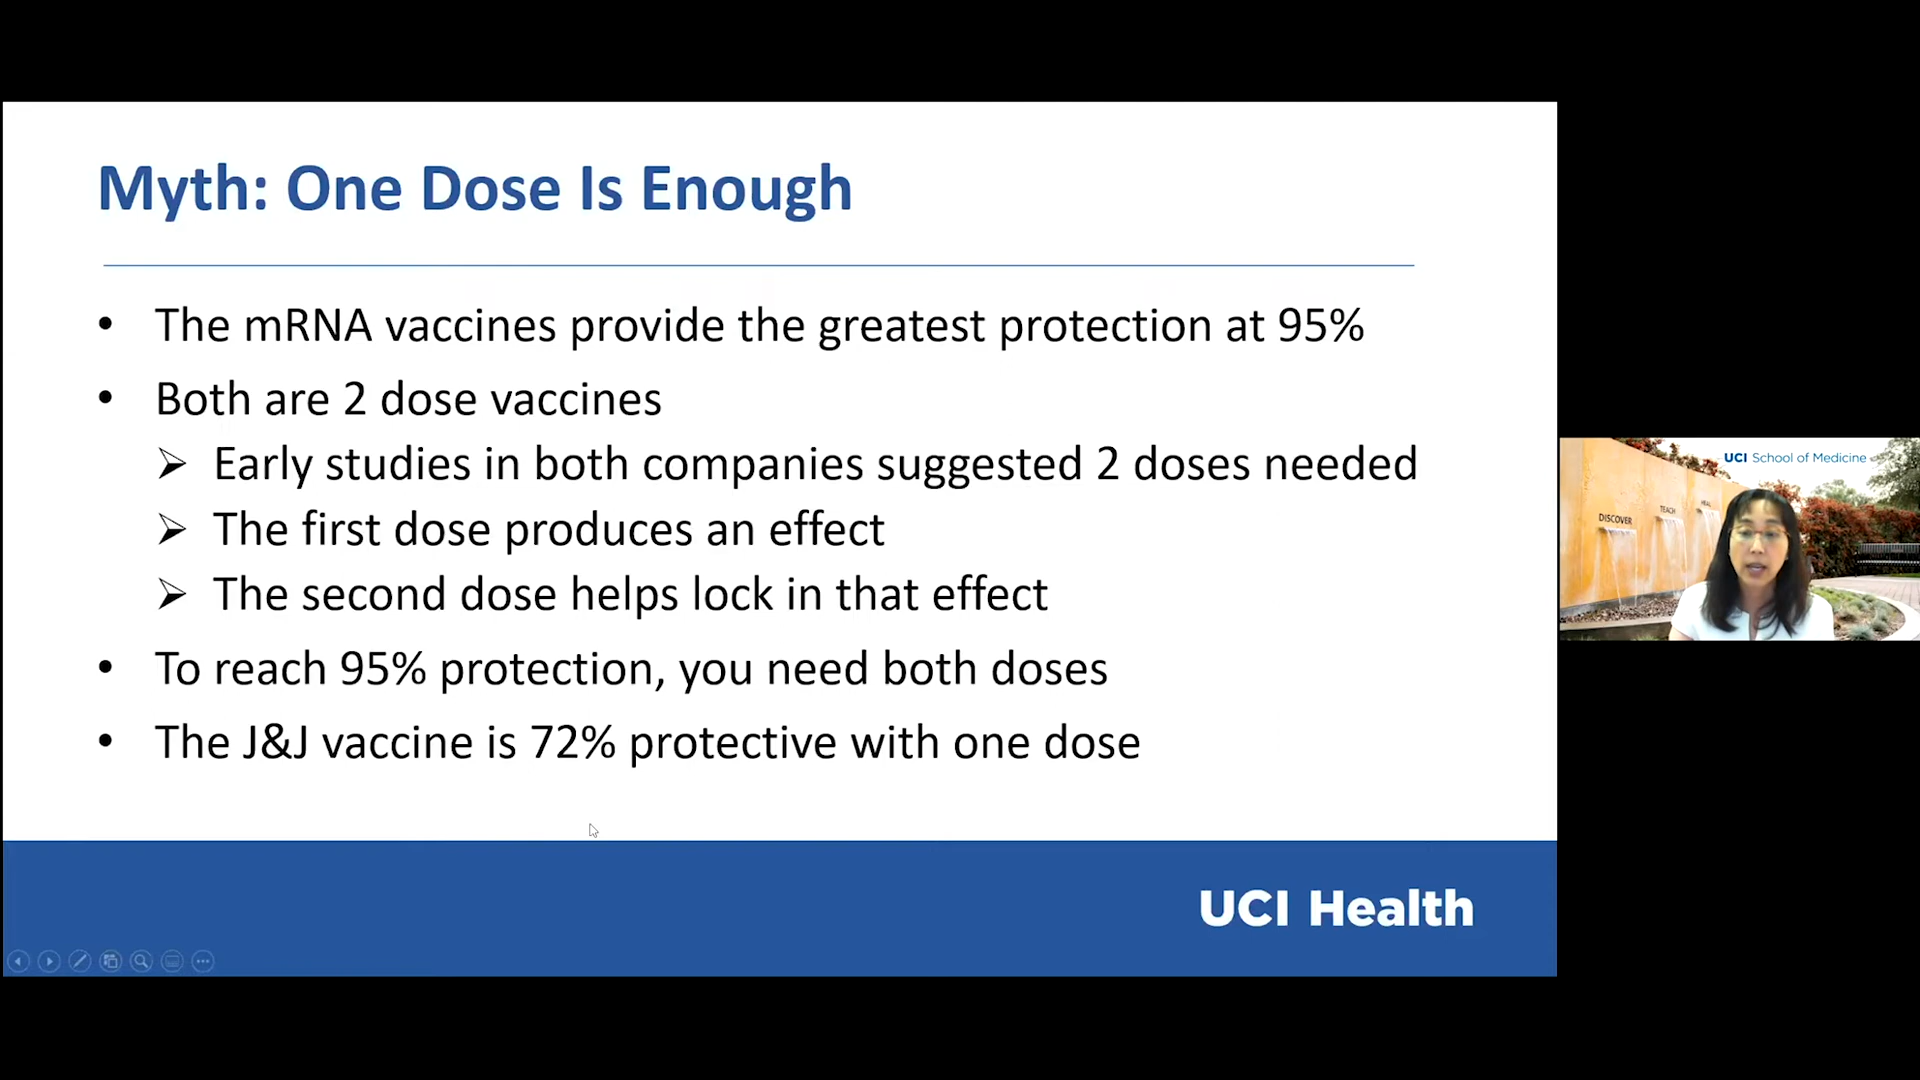 Myth: One Dose Is Enough
• The mRNA vaccines provide the greatest protection at 95%
• Both are 2 dose vaccines
➢ Early studies in both companies suggested 2 doses needed
➢ The first dose produces an effect
➢ The second dose helps lock in that effect
• To reach 95% protection, you need both doses
• The J&J vaccine is 72% protective with one dose
UCI Health
UCI School of Medicine
DISCOVER
TEACH
HEAL